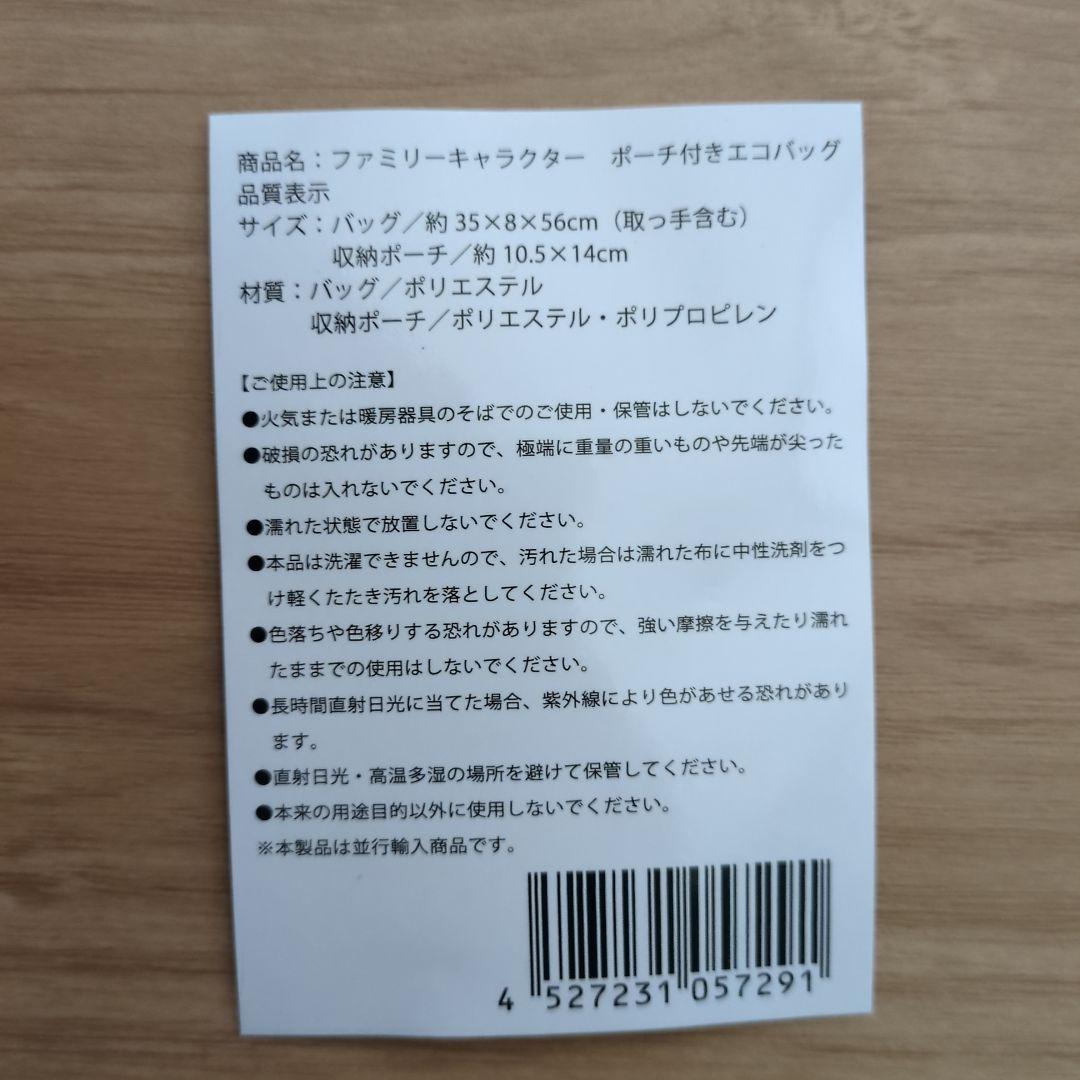 商品名：ファミリーキャラクター　ポーチ付きエコバッグ
品質表示
サイズ：バッグ／約 35×8×56cm（取っ手含む）
収納ポーチ／約 10.5×14cm
材質：バッグ／ポリエステル
収納ポーチ／ポリエステル・ポリプロピレン
【ご使用上の注意】
●火気または暖房器具のそばでのご使用・保管はしないでください。
●破損の恐れがありますので、極端に重量の重いものや先端が尖った
ものは入れないでください。
●濡れた状態で放置しないでください。
●本品は洗濯できませんので、汚れた場合は濡れた布に中性洗剤をつ
け軽くたたき汚れを落としてください。
●色落ちや色移りする恐れがありますので、強い摩擦を与えたり濡れ
たままでの使用はしないでください。
●長時間直射日光に当てた場合、紫外線により色があせる恐れがあり
ます。
●直射日光・高温多湿の場所を避けて保管してください。
●本来の用途目的以外に使用しないでください。
※本製品は並行輸入商品です。
4 527231 057291